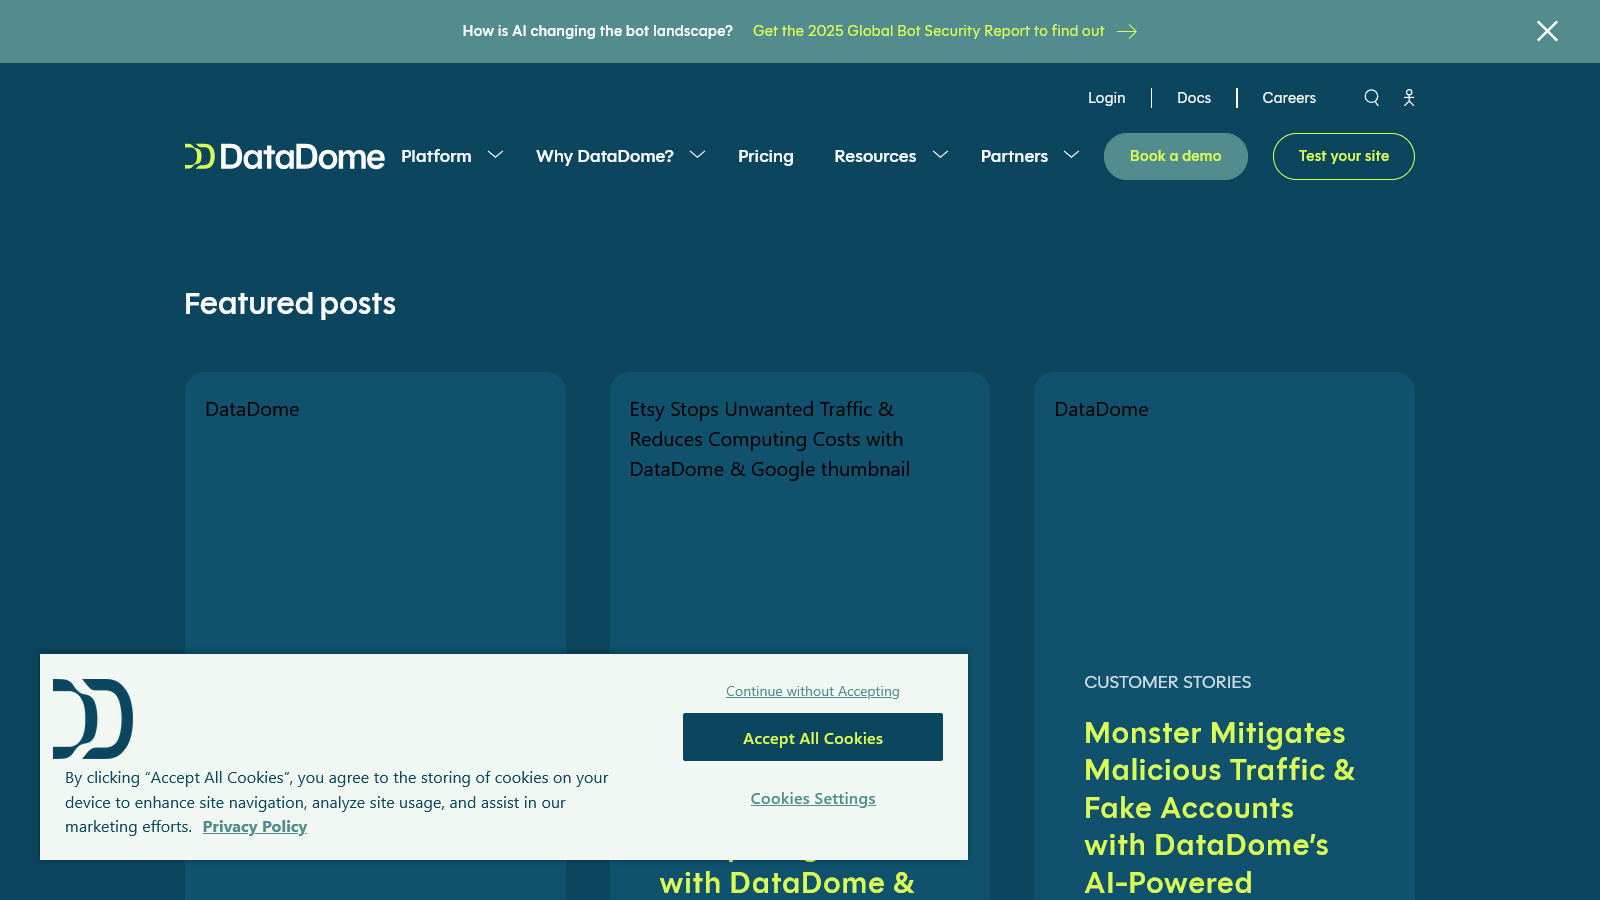 How is AI changing the bot landscape? Get the 2025 Global Bot Security Report to find out
Login
Docs
Careers
DataDome
Platform
Why DataDome?
Pricing
Resources
Partners
Book a demo
Test your site
Featured posts
DataDome
Etsy Stops Unwanted Traffic &
Reduces Computing Costs with
DataDome & Google thumbnail
DataDome
CUSTOMER STORIES
Monster Mitigates
Malicious Traffic &
Fake Accounts
with DataDome’s
AI-Powered
with DataDome &
By clicking “Accept All Cookies”, you agree to the storing of cookies on your
device to enhance site navigation, analyze site usage, and assist in our
marketing efforts. Privacy Policy
Continue without Accepting
Accept All Cookies
Cookies Settings